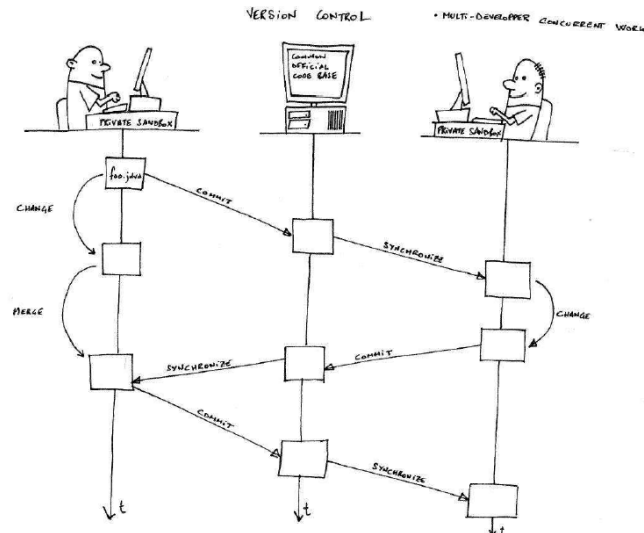 VERSION CONTROL
• MULTI-DEVELOPPER CONCURRENT WORK
COMMON
OFFICIAL
CODE BASE
PRIVATE SANDBOX
PRIVATE SANDBOX
foo.java
COMMIT
CHANGE
SYNCHRONIZE
MERGE
CHANGE
COMMIT
SYNCHRONIZE
COMMIT
SYNCHRONIZE
t
t
t